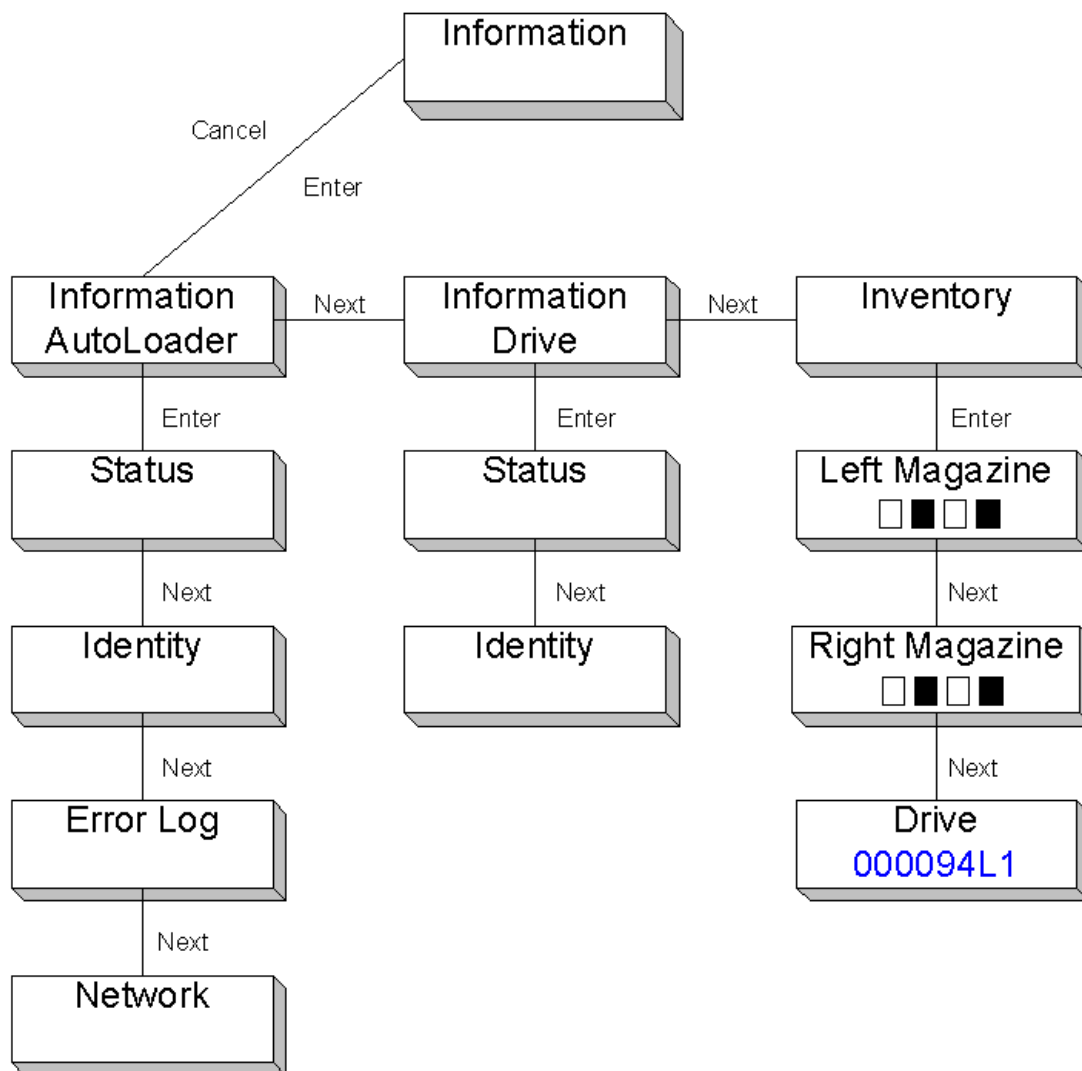 Information
Cancel
Enter
Information
AutoLoader
Next
Information
Drive
Next
Inventory
Enter
Enter
Enter
Status
Status
Left Magazine
Next
Next
Next
Identity
Identity
Right Magazine
Next
Next
Error Log
Drive
000094L1
Next
Network